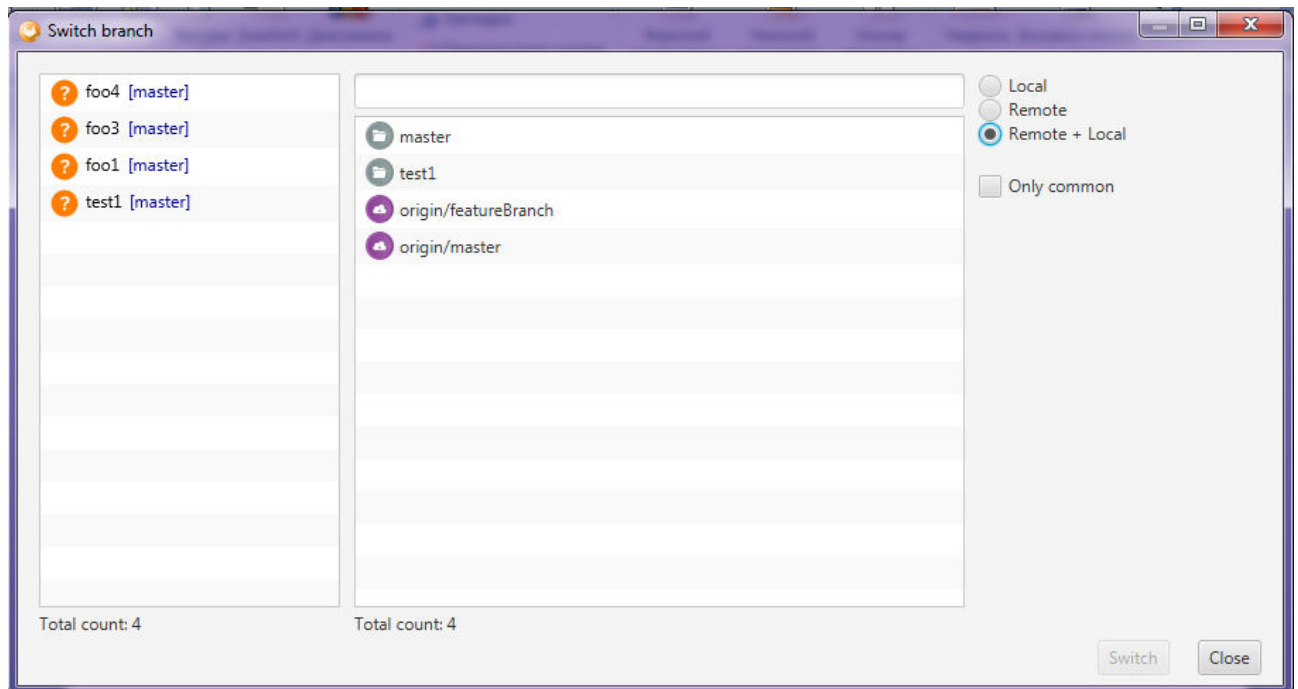 Switch branch
foo4 [master]
foo3 [master]
foo1 [master]
test1 [master]
Total count: 4
master
test1
origin/featureBranch
origin/master
Total count: 4
Local
Remote
Remote + Local
Only common
Switch
Close